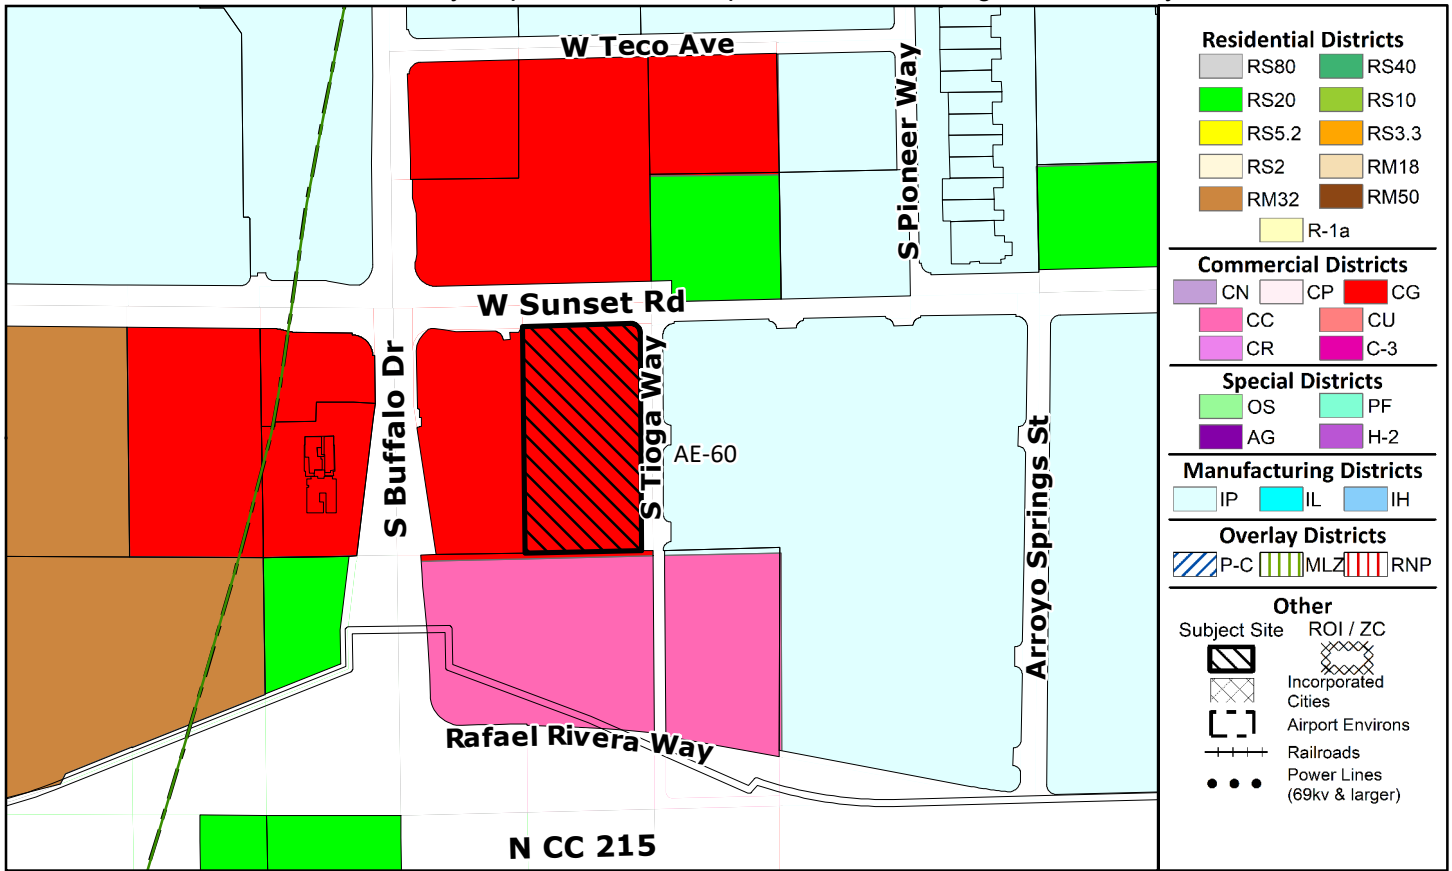 W Teco Ave
S Pioneer Way
W Sunset Rd
S Buffalo Dr
S Tioga Way
AE-60
Arroyo Springs St
Rafael Rivera Way
N CC 215
Residential Districts
RS80 RS40
RS20 RS10
RS5.2 RS3.3
RS2 RM18
RM32 RM50
R-1a
Commercial Districts
CN CP CG
CC CU
CR C-3
Special Districts
OS PF
AG H-2
Manufacturing Districts
IP IL IH
Overlay Districts
P-C MLZ RNP
Other
Subject Site ROI / ZC
Incorporated
Cities
Airport Environs
Railroads
Power Lines
(69kv & larger)